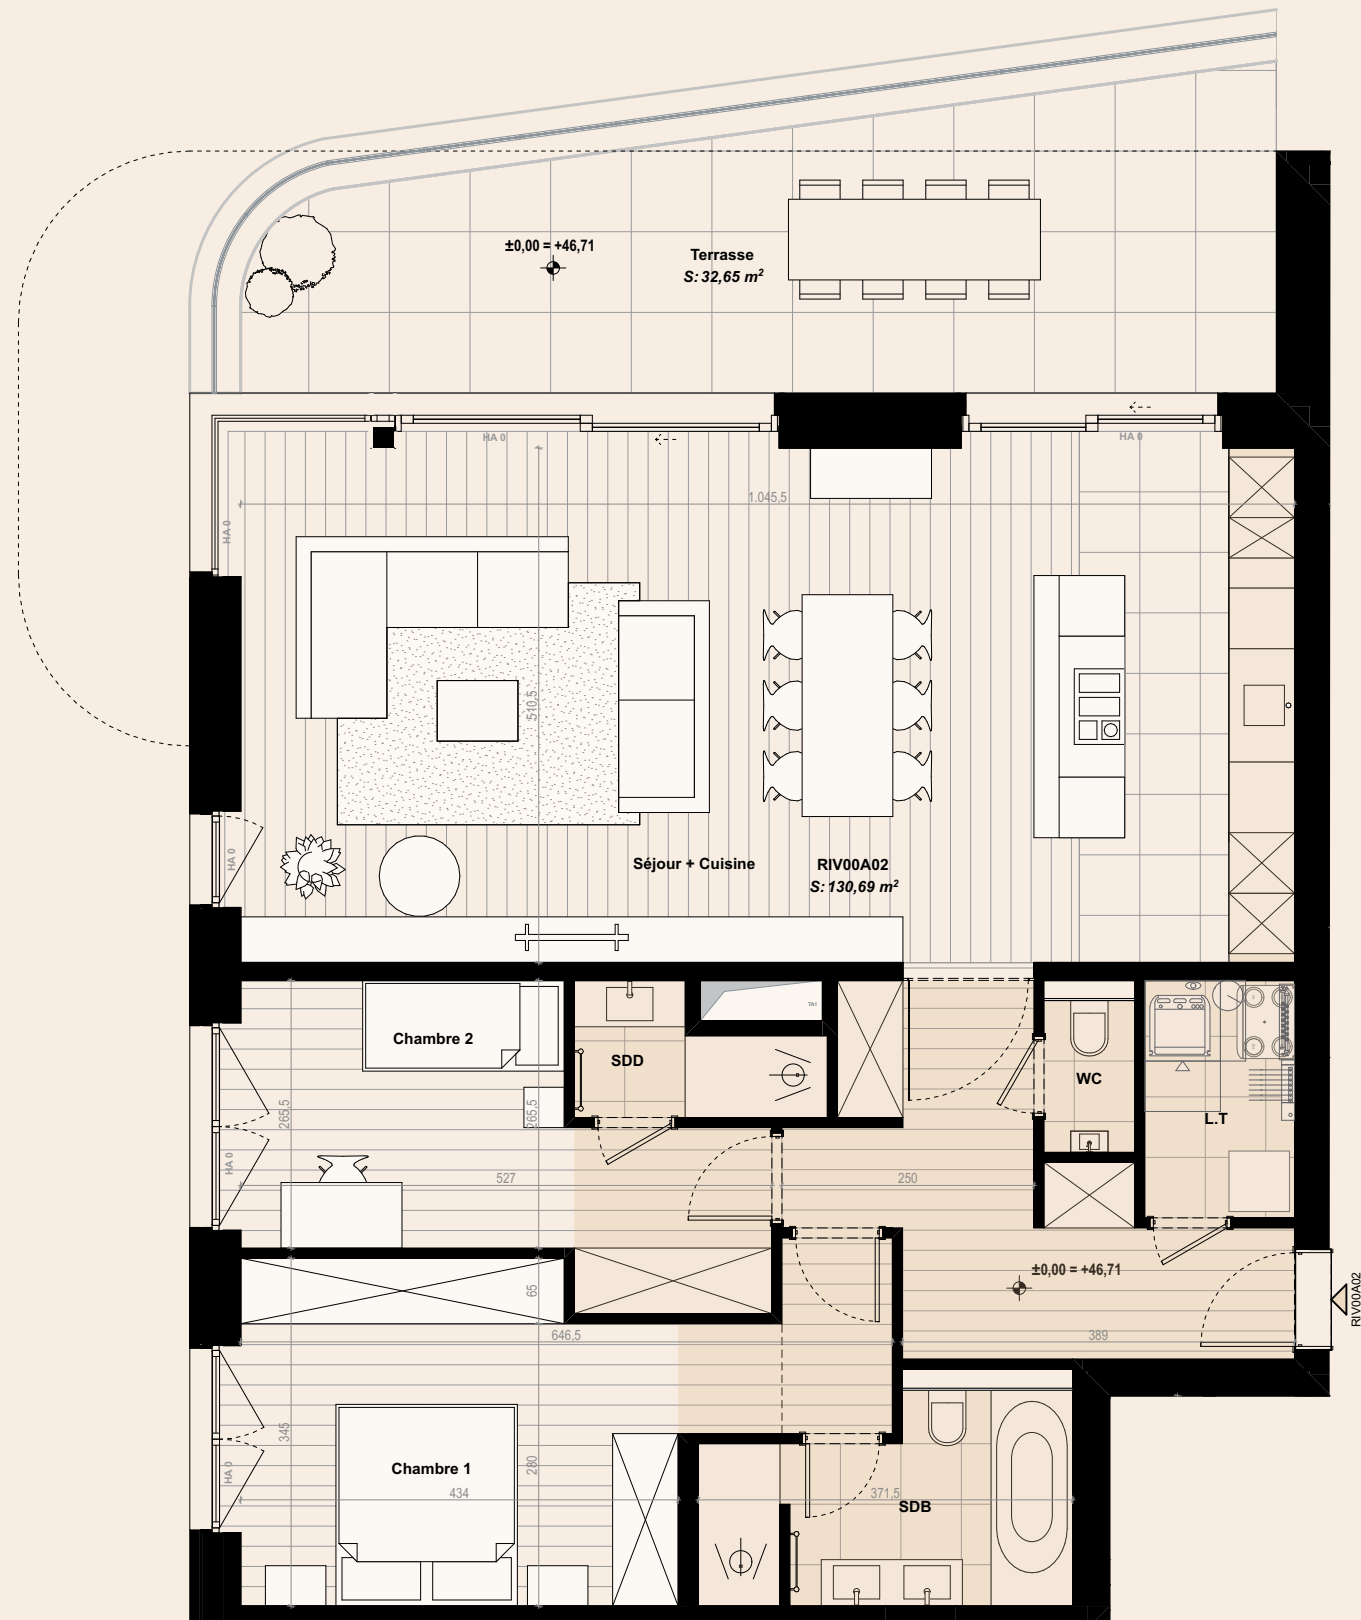 ±0,00 = +46,71
Terrasse
S: 32,65 m²
HA 0
HA 0
1.045,5
HA 0
510,5
HA 0
Séjour + Cuisine
RIV00A02
S: 130,69 m²
Chambre 2
SDD
WC
L.T
265,5
265,5
HA 0
527
250
±0,00 = +46,71
RIV00A02
65
646,5
389
345
280
HA 0
Chambre 1
434
371,5
SDB